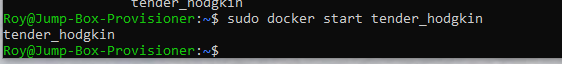 tender_hodgkin
Roy@Jump-Box-Provisioner:~$ sudo docker start tender_hodgkin
tender_hodgkin
Roy@Jump-Box-Provisioner:~$